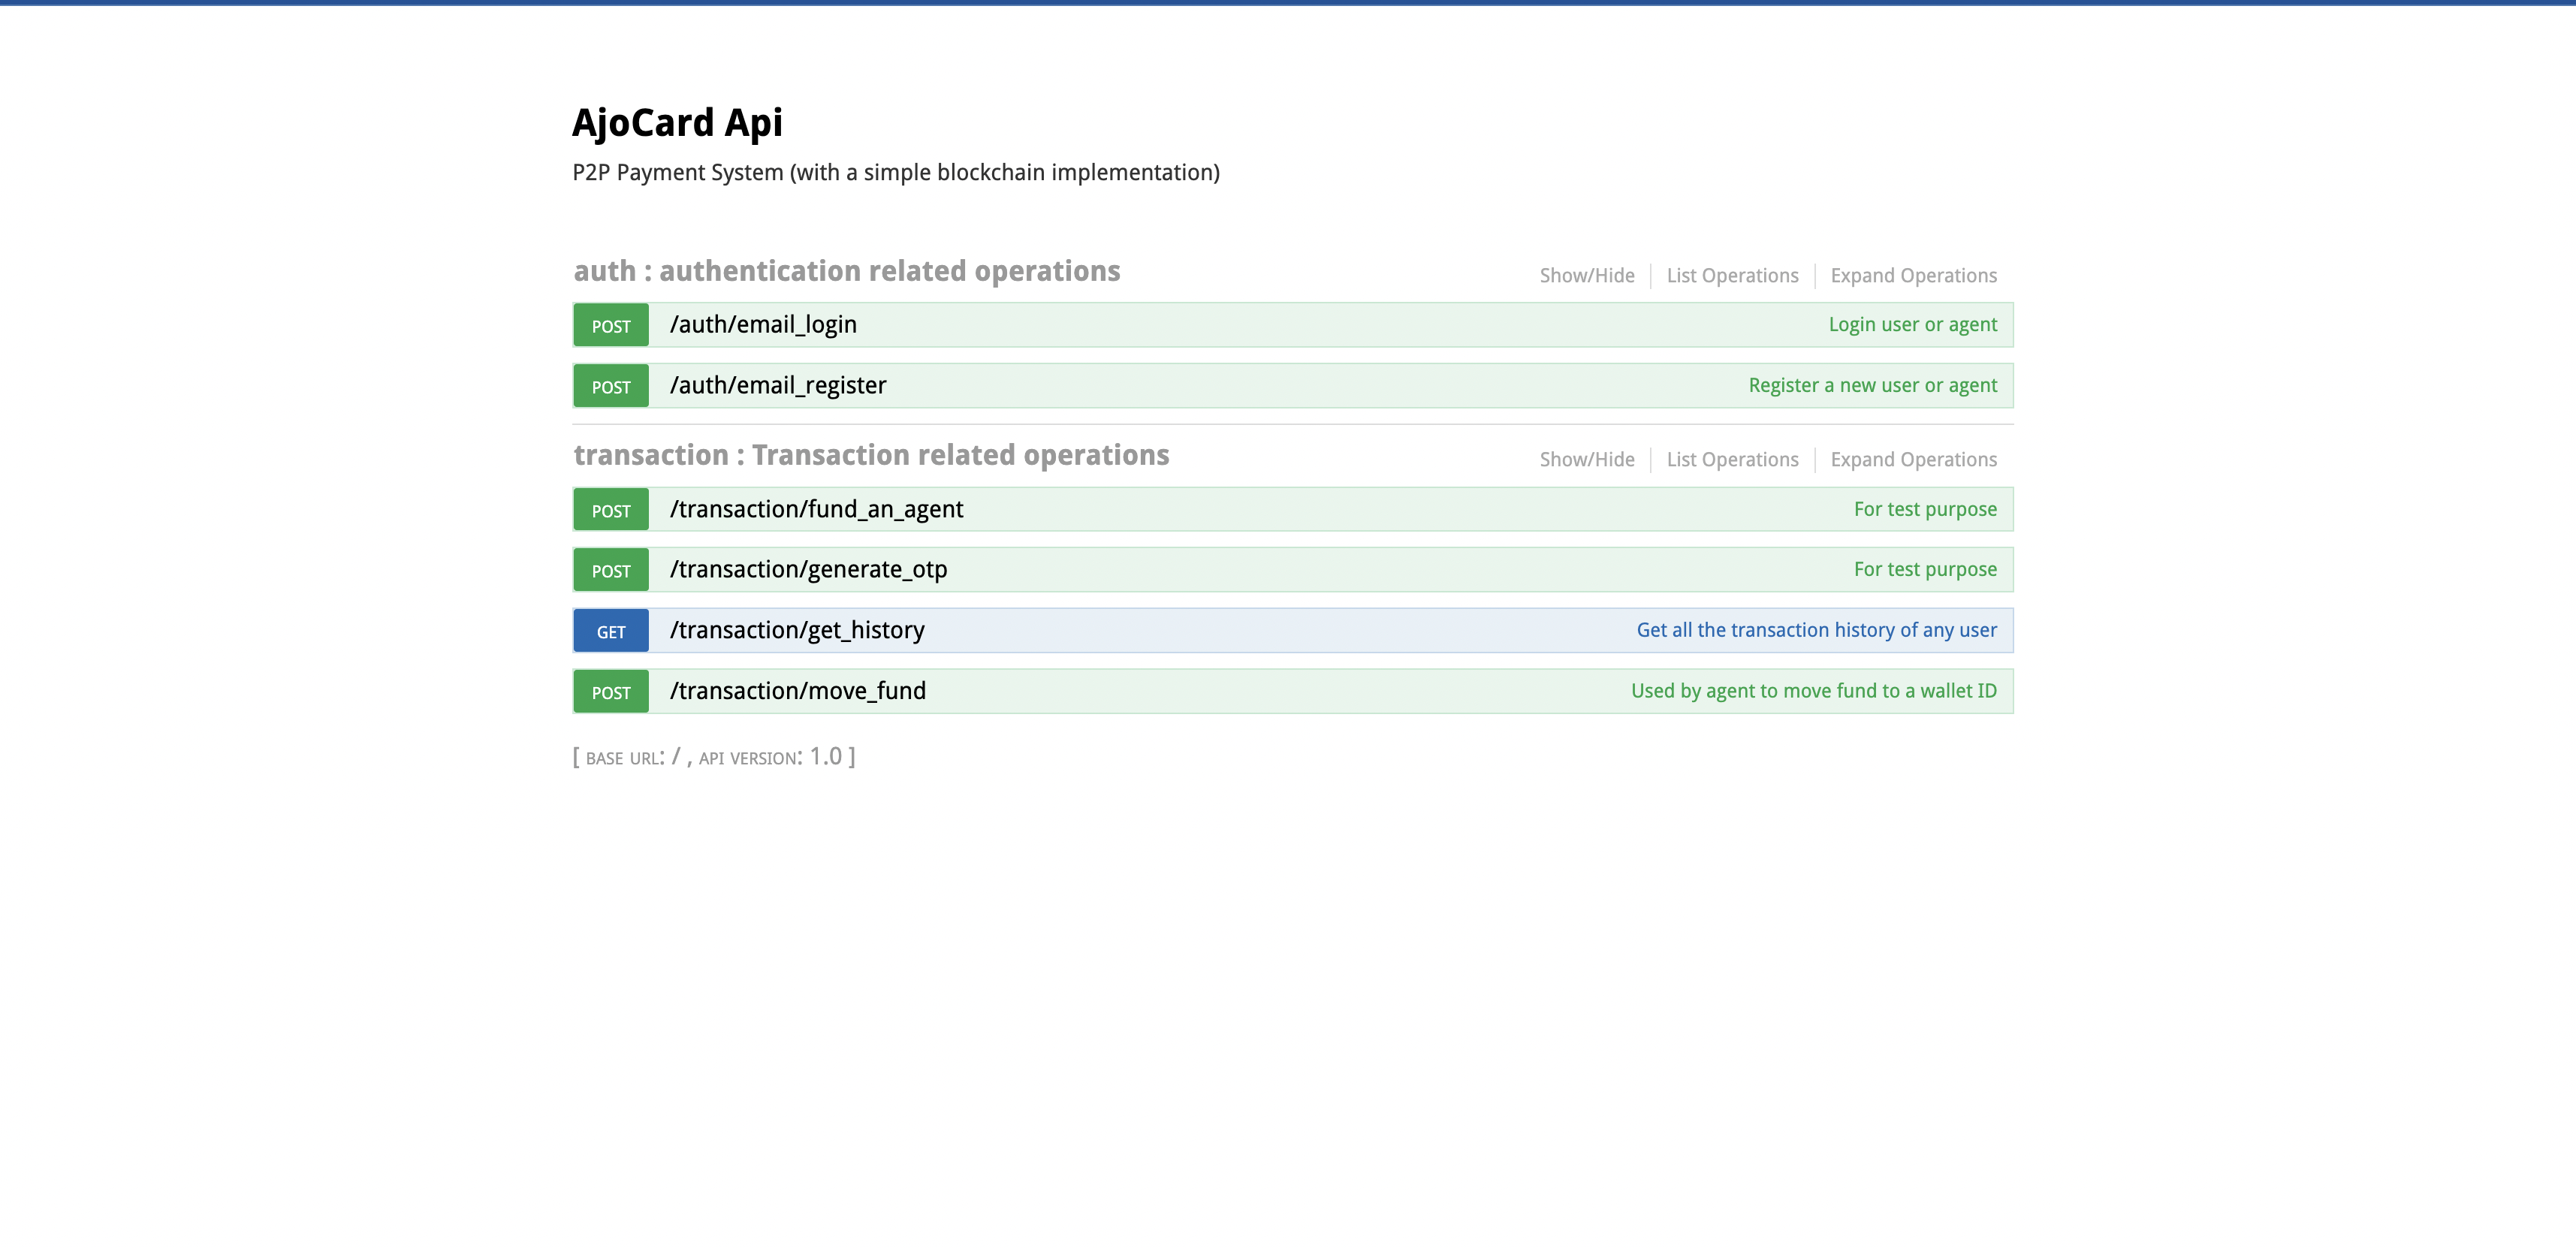 AjoCard Api
P2P Payment System (with a simple blockchain implementation)
auth : authentication related operations Show/Hide List Operations Expand Operations
POST /auth/email_login Login user or agent
POST /auth/email_register Register a new user or agent
transaction : Transaction related operations Show/Hide List Operations Expand Operations
POST /transaction/fund_an_agent For test purpose
POST /transaction/generate_otp For test purpose
GET /transaction/get_history Get all the transaction history of any user
POST /transaction/move_fund Used by agent to move fund to a wallet ID
[ BASE URL: / , API VERSION: 1.0 ]